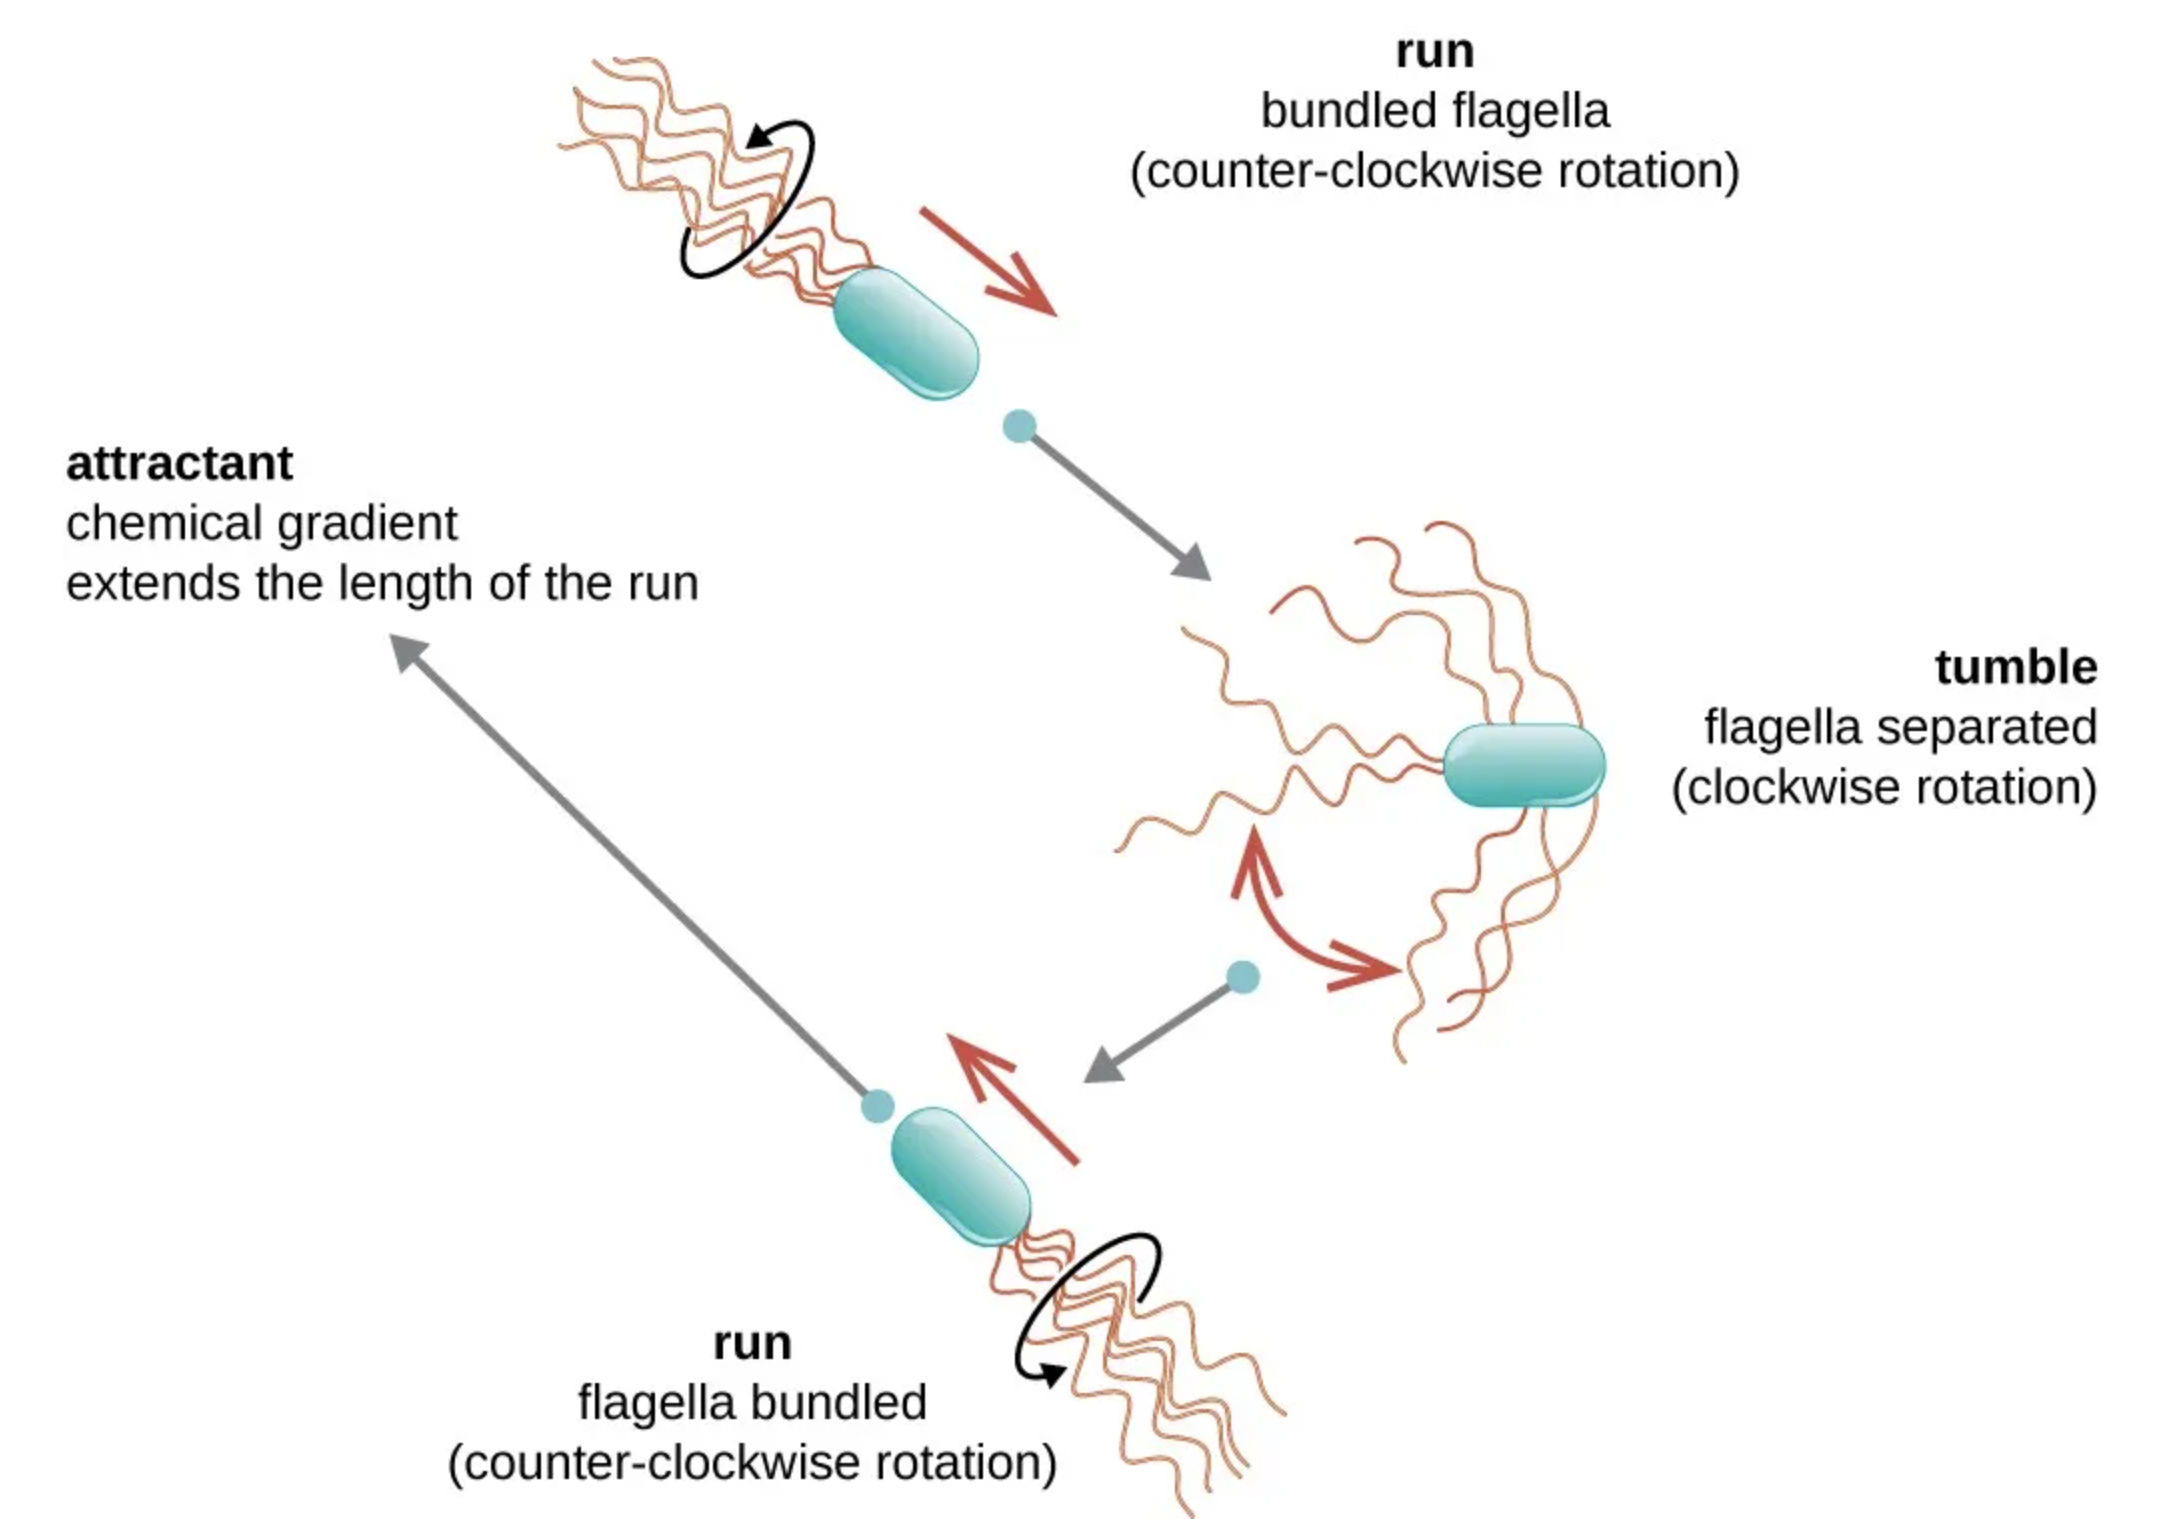 run
bundled flagella
(counter-clockwise rotation)
attractant
chemical gradient
extends the length of the run
tumble
flagella separated
(clockwise rotation)
run
flagella bundled
(counter-clockwise rotation)